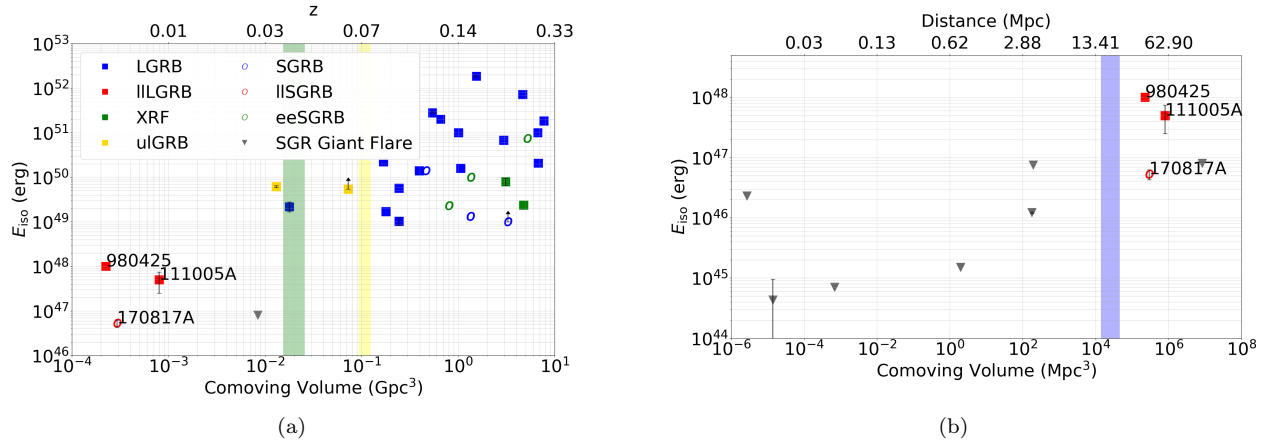 z
0.01 0.03 0.07 0.14 0.33
10^53
10^52
10^51
10^50
10^49
10^48
10^47
10^46
E_iso (erg)
LGRB
llLGRB
XRF
ulGRB
SGRB
llSGRB
eeSGRB
SGR Giant Flare
980425
111005A
170817A
10^−4 10^−3 10^−2 10^−1 10^0 10^1
Comoving Volume (Gpc^3)
(a)
Distance (Mpc)
0.03 0.13 0.62 2.88 13.41 62.90
10^48
10^47
10^46
10^45
10^44
E_iso (erg)
980425
111005A
170817A
10^−6 10^−4 10^−2 10^0 10^2 10^4 10^6 10^8
Comoving Volume (Mpc^3)
(b)